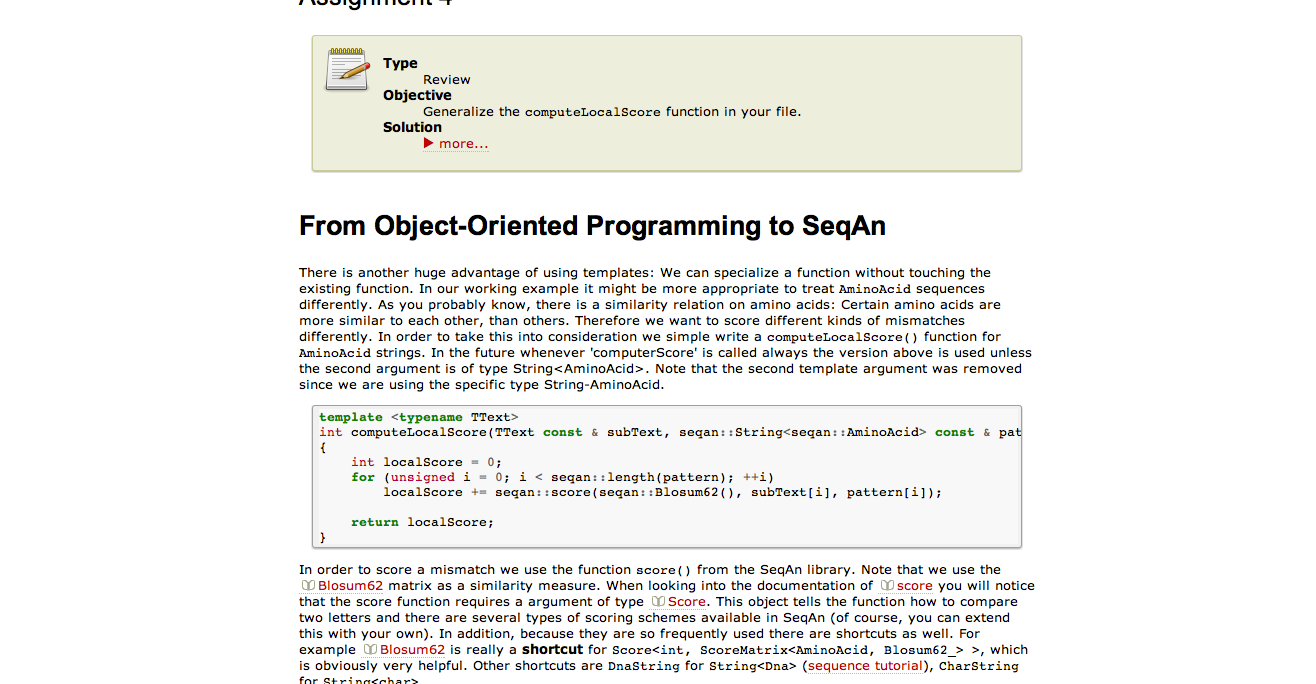 Assignment 4
Type
Review
Objective
Generalize the computeLocalScore function in your file.
Solution
more...
From Object-Oriented Programming to SeqAn
There is another huge advantage of using templates: We can specialize a function without touching the
existing function. In our working example it might be more appropriate to treat AminoAcid sequences
differently. As you probably know, there is a similarity relation on amino acids: Certain amino acids are
more similar to each other, than others. Therefore we want to score different kinds of mismatches
differently. In order to take this into consideration we simple write a computeLocalScore() function for
AminoAcid strings. In the future whenever 'computerScore' is called always the version above is used unless
the second argument is of type String<AminoAcid>. Note that the second template argument was removed
since we are using the specific type String-AminoAcid.
template <typename TText>
int computeLocalScore(TText const & subText, seqan::String<seqan::AminoAcid> const & pat
{
    int localScore = 0;
    for (unsigned i = 0; i < seqan::length(pattern); ++i)
        localScore += seqan::score(seqan::Blosum62(), subText[i], pattern[i]);
    return localScore;
}
In order to score a mismatch we use the function score() from the SeqAn library. Note that we use the
Blosum62 matrix as a similarity measure. When looking into the documentation of score you will notice
that the score function requires a argument of type Score. This object tells the function how to compare
two letters and there are several types of scoring schemes available in SeqAn (of course, you can extend
this with your own). In addition, because they are so frequently used there are shortcuts as well. For
example Blosum62 is really a shortcut for Score<int, ScoreMatrix<AminoAcid, Blosum62_> >, which
is obviously very helpful. Other shortcuts are DnaString for String<Dna> (sequence tutorial), CharString
for String<char>